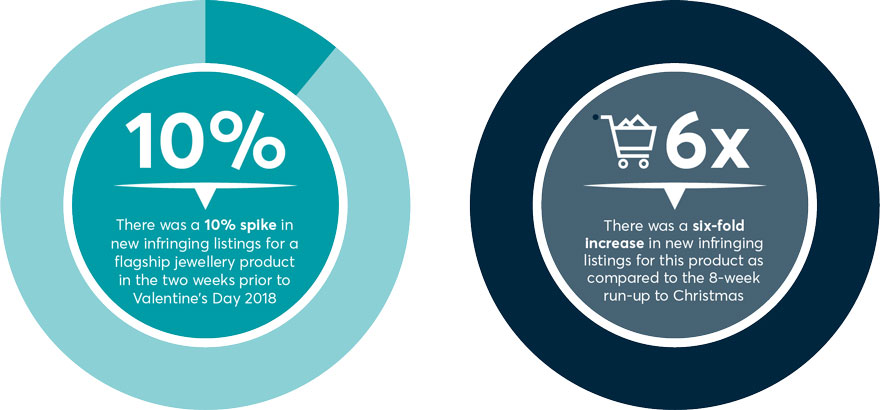 10%
There was a 10% spike in
new infringing listings for a
flagship jewellery product
in the two weeks prior to
Valentine's Day 2018
6x
There was a six-fold
increase in new infringing
listings for this product as
compared to the 8-week
run-up to Christmas